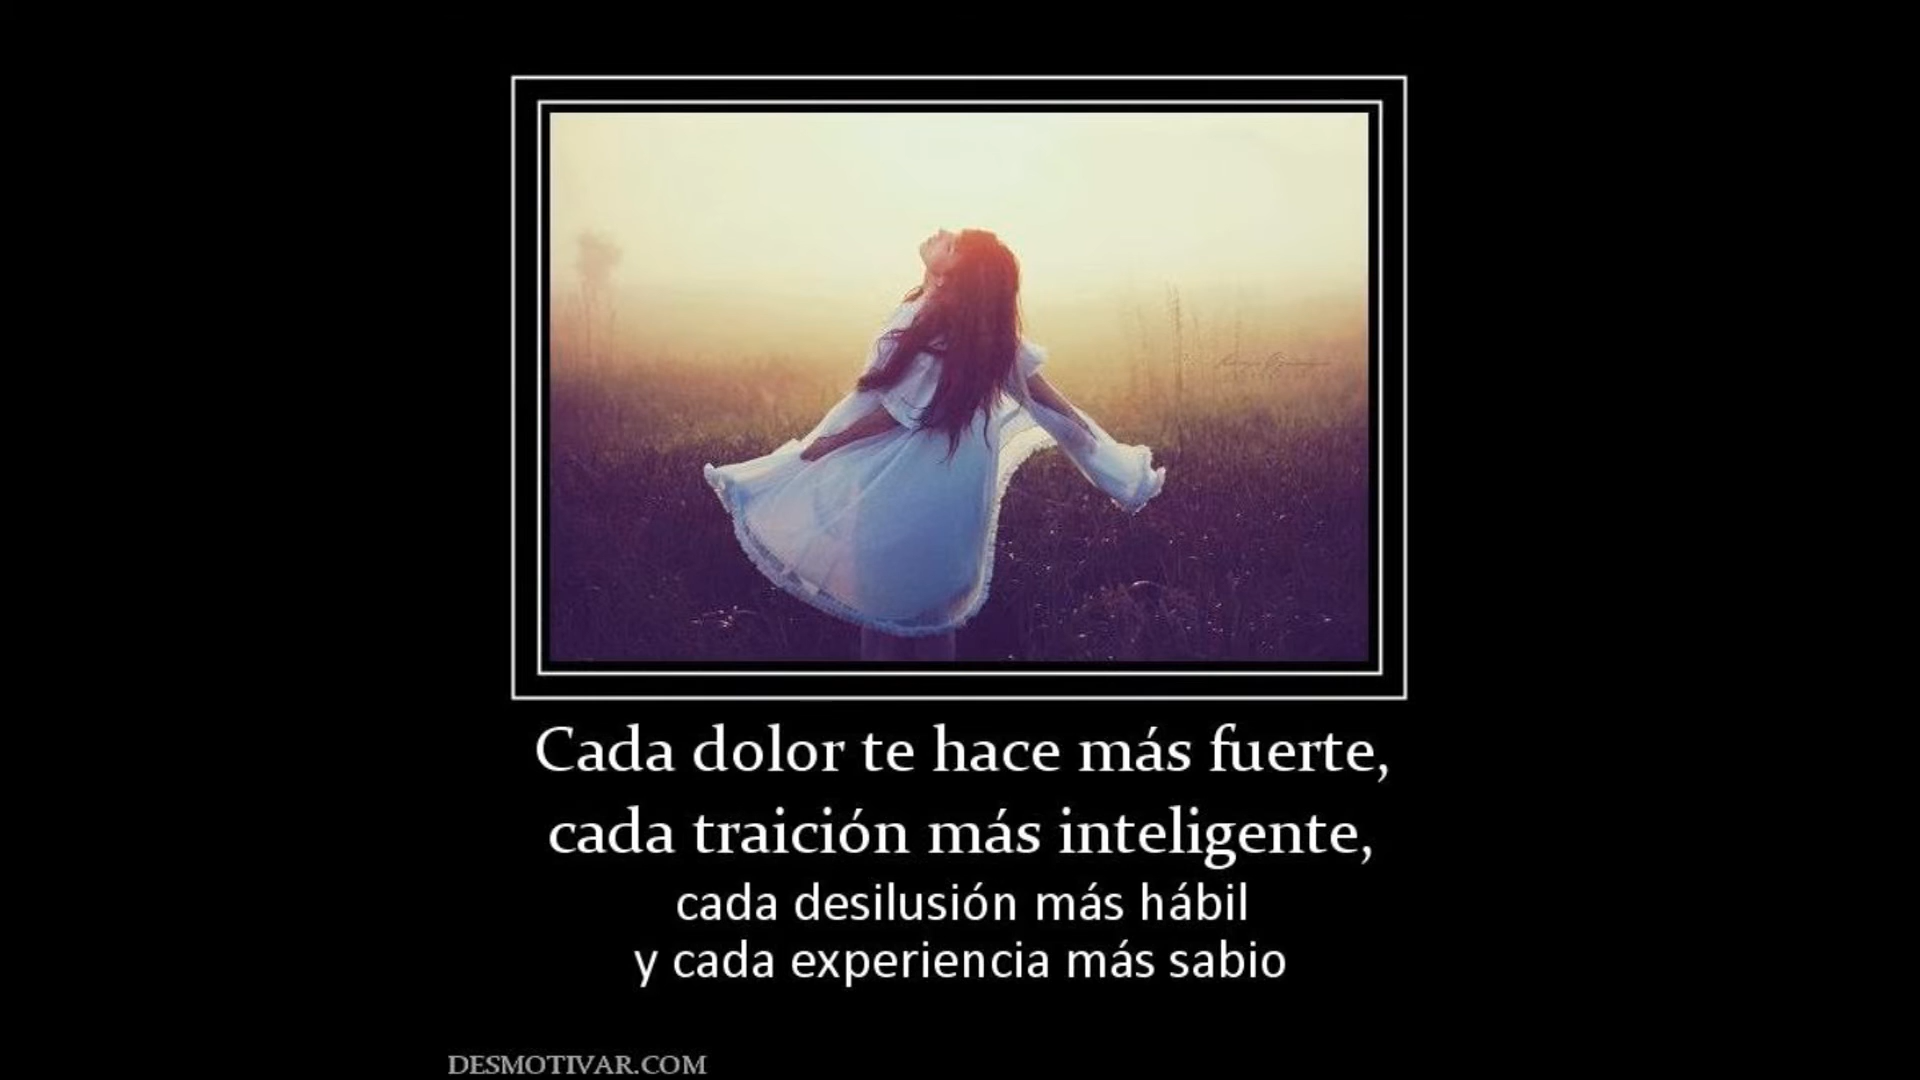 Cada dolor te hace más fuerte,
cada traición más inteligente,
cada desilusión más hábil
y cada experiencia más sabio
DESMOTIVAR.COM